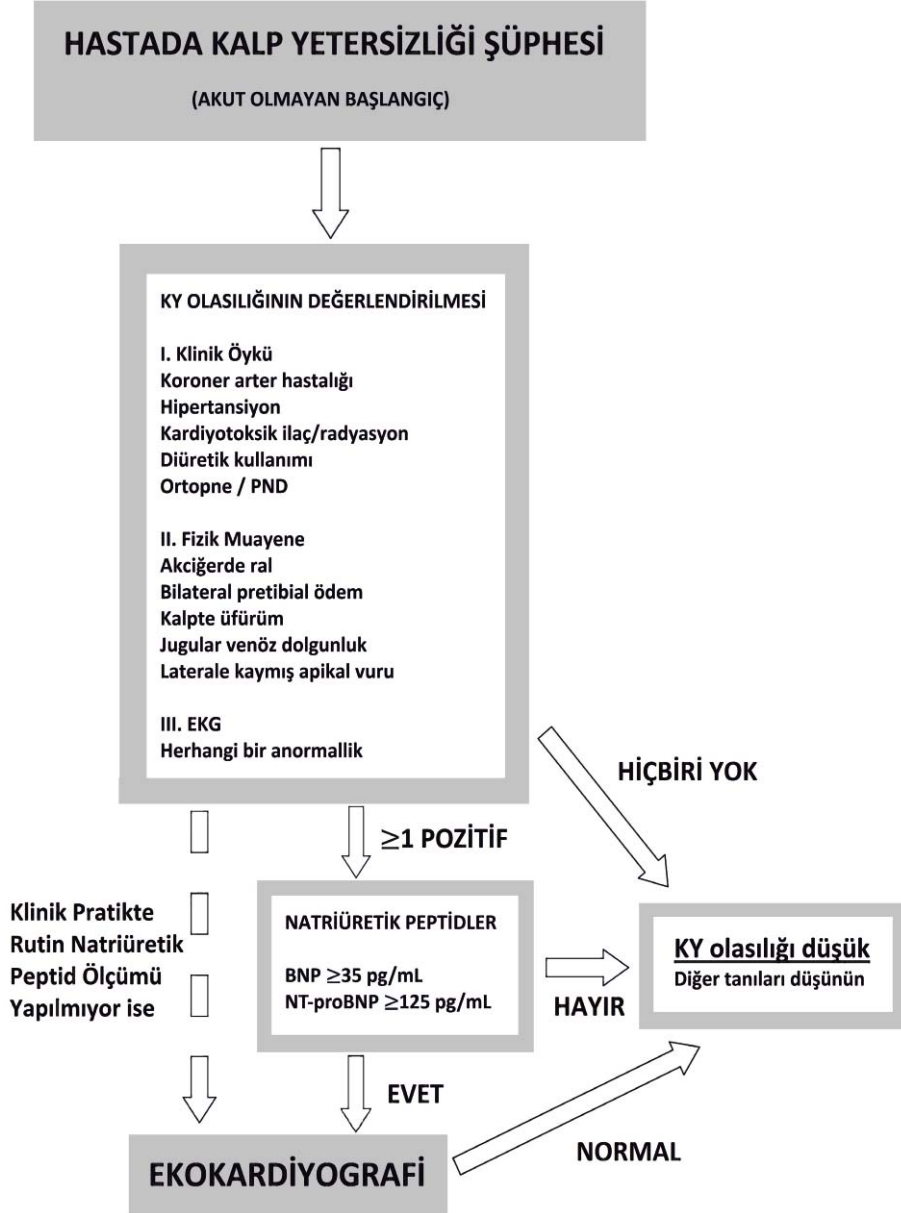 HASTADA KALP YETERSİZLİĞİ ŞÜPHESİ
(AKUT OLMAYAN BAŞLANGIÇ)
KY OLASILIĞININ DEĞERLENDİRİLMESİ
I. Klinik Öykü
Koroner arter hastalığı
Hipertansiyon
Kardiyotoksik ilaç/radyasyon
Diüretik kullanımı
Ortopne / PND
II. Fizik Muayene
Akciğerde ral
Bilateral pretibial ödem
Kalpte üfürüm
Jugular venöz dolgunluk
Laterale kaymış apikal vuru
III. EKG
Herhangi bir anormallik
HİÇBİRİ YOK
≥1 POZİTİF
Klinik Pratikte
Rutin Natriüretik
Peptid Ölçümü
Yapılmıyor ise
NATRİÜRETİK PEPTİDLER
BNP ≥35 pg/mL
NT-proBNP ≥125 pg/mL
HAYIR
KY olasılığı düşük
Diğer tanıları düşünün
EVET
NORMAL
EKOKARDİYOGRAFİ